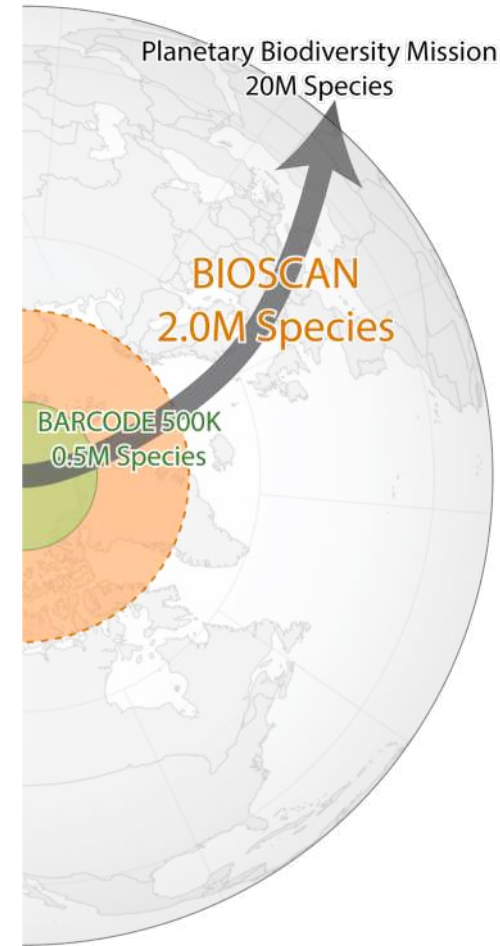 Planetary Biodiversity Mission
20M Species
BIOSCAN
2.0M Species
BARCODE 500K
0.5M Species